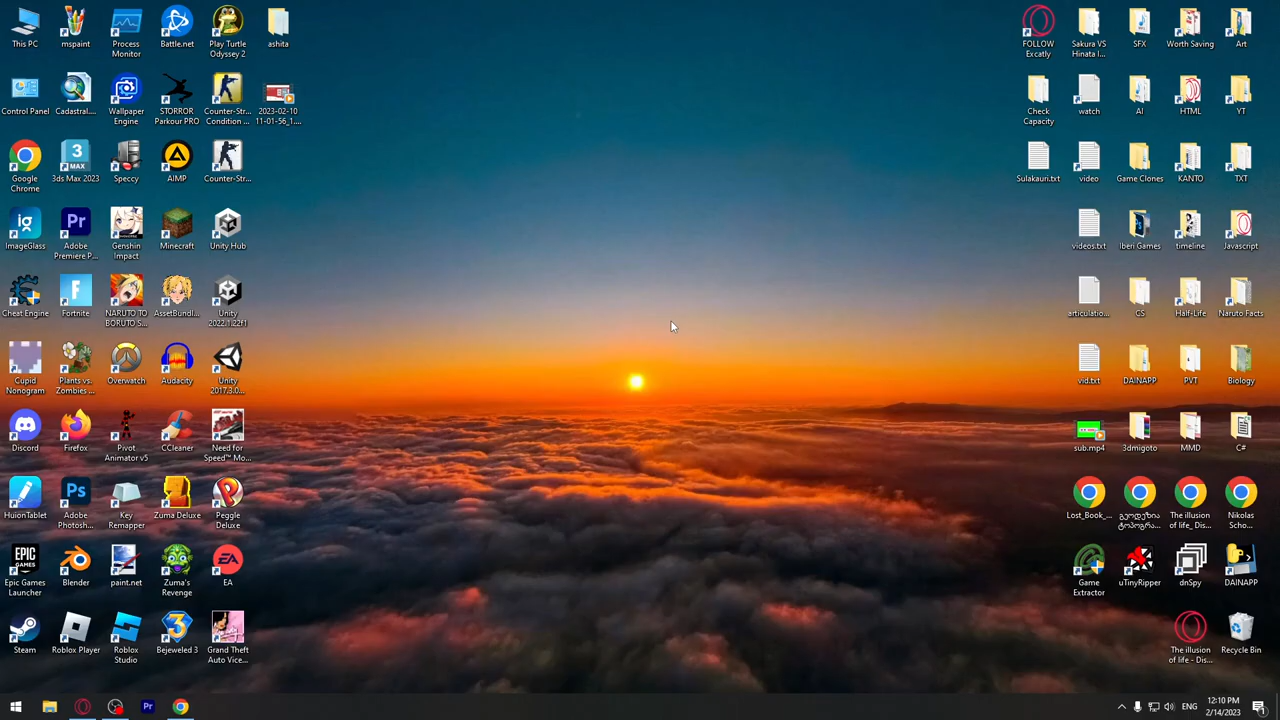 This PC
mspaint
Process
Monitor
Battle.net
Play Turtle
Odyssey 2
ashita
Control Panel
Cadastral....
Wallpaper
Engine
STORROR
Parkour PRO
Counter-Str...
Condition ...
2023-02-10
11-01-56_1....
Google
Chrome
3ds Max 2023
Speccy
AIMP
Counter-Str...
ImageGlass
Adobe
Premiere P...
Genshin
Impact
Minecraft
Unity Hub
Cheat Engine
Fortnite
NARUTO TO
BORUTO S...
AssetBundl...
Unity
2022.1.22f1
Cupid
Nonogram
Plants vs.
Zombies ...
Overwatch
Audacity
Unity
2017.3.0...
Discord
Firefox
Pivot
Animator v5
CCleaner
Need for
Speed™ Mo...
HuionTablet
Adobe
Photosh...
Key
Remapper
Zuma Deluxe
Peggle
Deluxe
Epic Games
Launcher
Blender
paint.net
Zuma's
Revenge
EA
Steam
Roblox Player
Roblox
Studio
Bejeweled 3
Grand Theft
Auto Vice...
FOLLOW
Excatly
Sakura VS
Hinata I...
SFX
Worth Saving
Art
Check
Capacity
watch
AI
HTML
YT
Sulakauri.txt
video
Game Clones
KANTO
TXT
videos.txt
Iberi Games
timeline
Javascript
articulatio...
CS
Half-Life
Naruto Facts
vid.txt
DAINAPP
PVT
Biology
sub.mp4
3dmigoto
MMD
C#
Lost_Book_...
გეოდეზია
ტოპოგრა...
The illusion
of life_ Dis...
Nikolas
Scho...
Game
Extractor
uTinyRipper
dnSpy
DAINAPP
The illusion
of life - Dis...
Recycle Bin
ENG
12:10 PM
2/14/2023